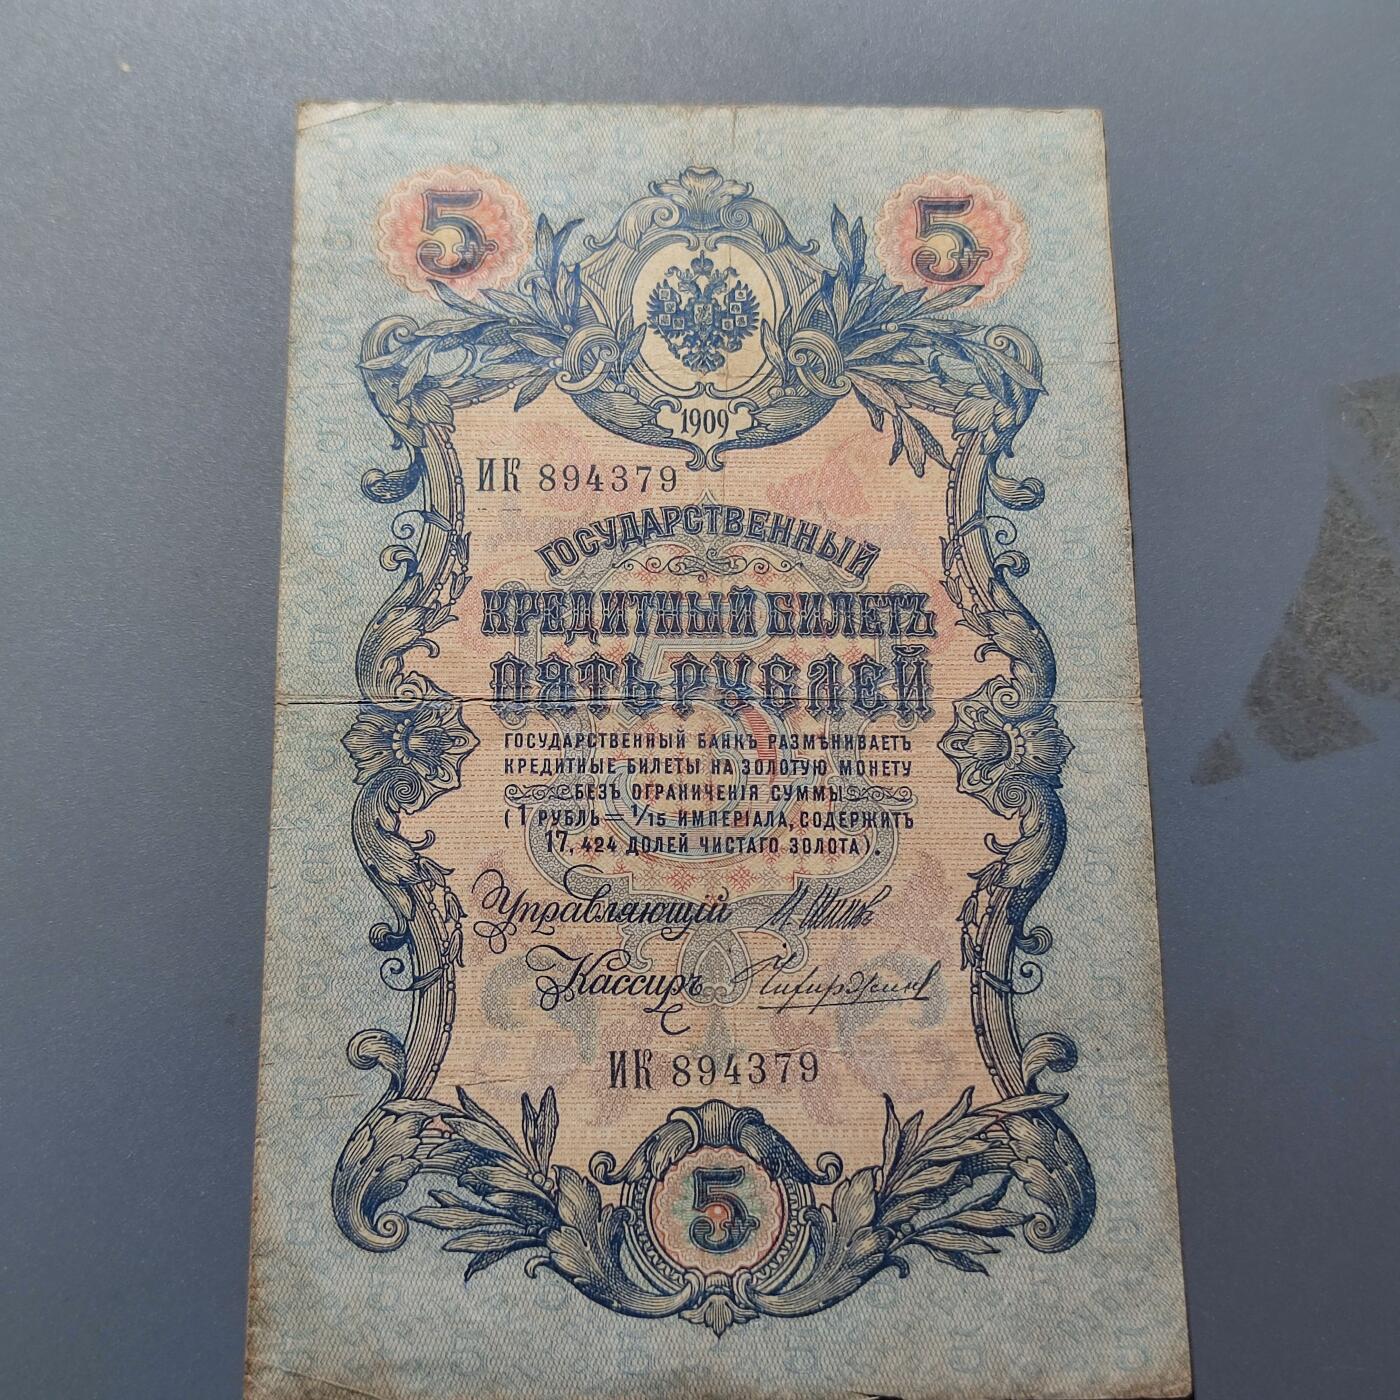 5 5
1909
ИК 894379
ГОСУДАРСТВЕННЫЙ
КРЕДИТНЫЙ БИЛЕТЪ
ПЯТЬ РУБЛЕЙ
ГОСУДАРСТВЕННЫЙ БАНКЪ РАЗМѢНИВАЕТЪ
КРЕДИТНЫЕ БИЛЕТЫ НА ЗОЛОТУЮ МОНЕТУ
БЕЗЪ ОГРАНИЧЕНІЯ СУММЫ
(1 РУБЛЬ = 1/15 ИМПЕРІАЛА, СОДЕРЖИТЪ
17,424 ДОЛЕЙ ЧИСТАГО ЗОЛОТА).
Управляющій И Шиповъ
Кассиръ
ИК 894379
5